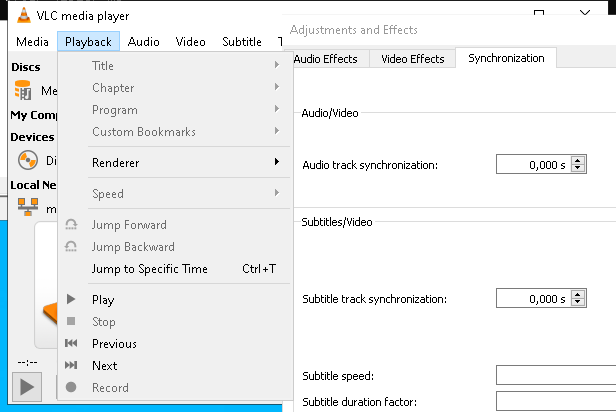 VLC media player
Media Playback Audio Video Subtitle
Adjustments and Effects
Audio Effects Video Effects Synchronization
Discs
My Comp
Devices
Local Ne
Title
Chapter
Program
Custom Bookmarks
Renderer
Speed
Jump Forward
Jump Backward
Jump to Specific Time Ctrl+T
Play
Stop
Previous
Next
Record
--:--
Audio/Video
Audio track synchronization: 0,000 s
Subtitles/Video
Subtitle track synchronization: 0,000 s
Subtitle speed:
Subtitle duration factor: